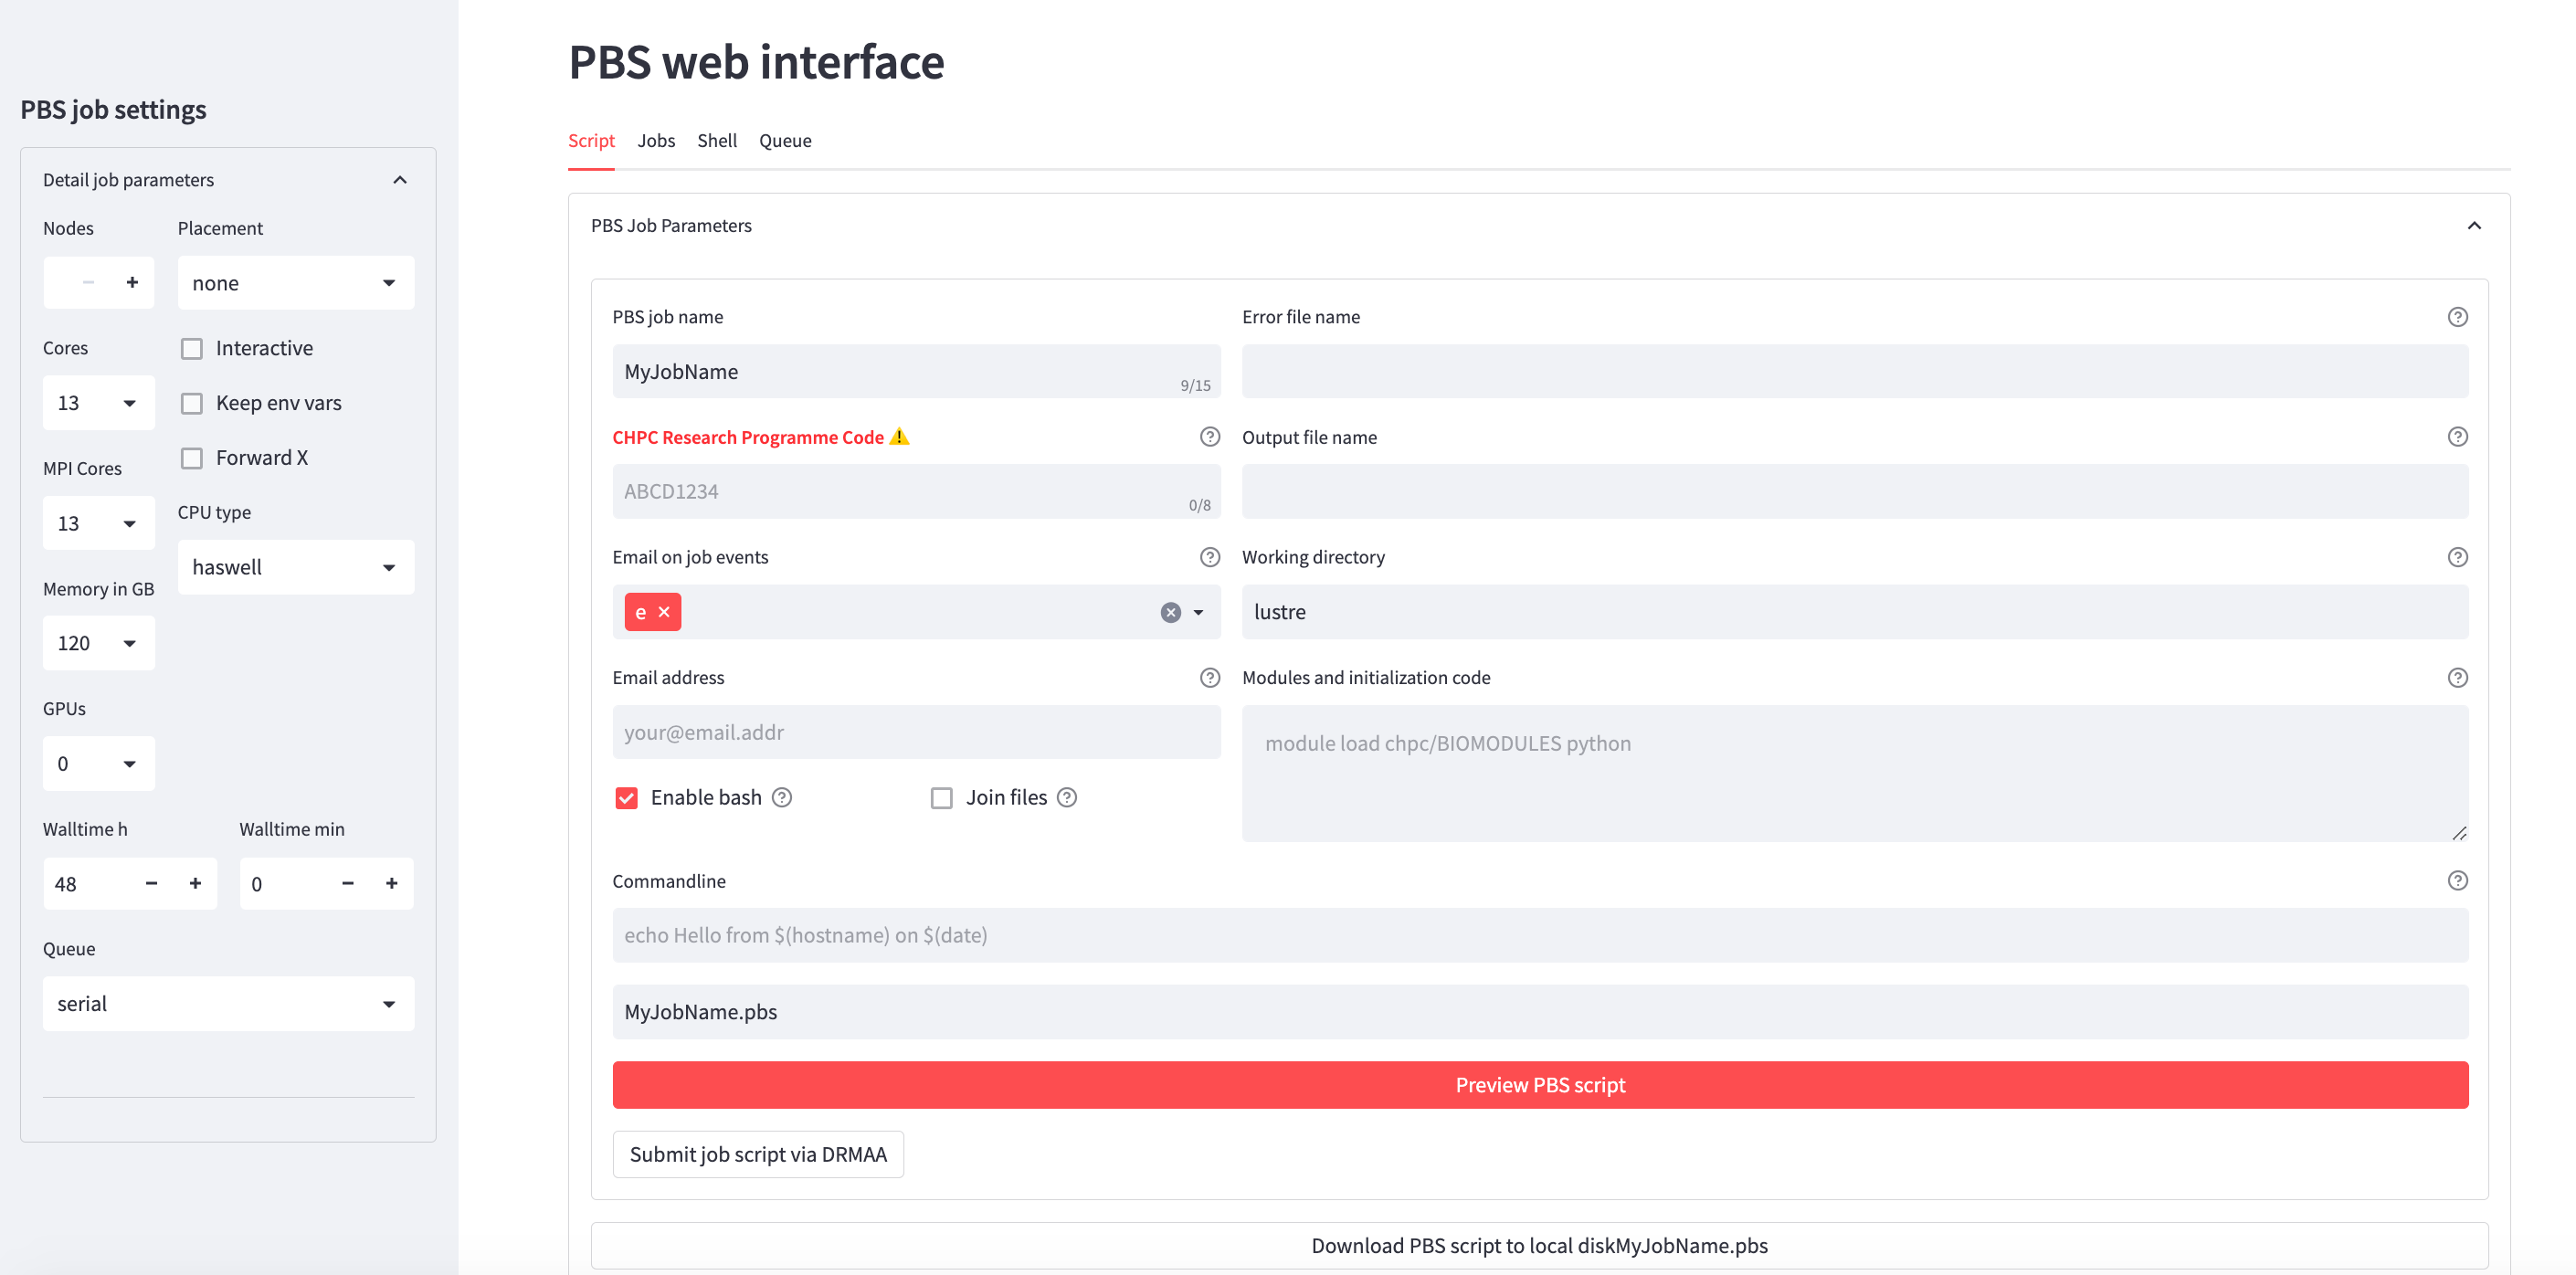 PBS job settings
Detail job parameters
Nodes
Placement
none
Cores
13
Interactive
Keep env vars
Forward X
MPI Cores
13
CPU type
haswell
Memory in GB
120
GPUs
0
Walltime h
48
Walltime min
0
Queue
serial
PBS web interface
Script Jobs Shell Queue
PBS Job Parameters
PBS job name
MyJobName
9/15
Error file name
CHPC Research Programme Code ⚠️
ABCD1234
0/8
Output file name
Email on job events
e
Working directory
lustre
Email address
your@email.addr
Modules and initialization code
module load chpc/BIOMODULES python
Enable bash
Join files
Commandline
echo Hello from $(hostname) on $(date)
MyJobName.pbs
Preview PBS script
Submit job script via DRMAA
Download PBS script to local diskMyJobName.pbs